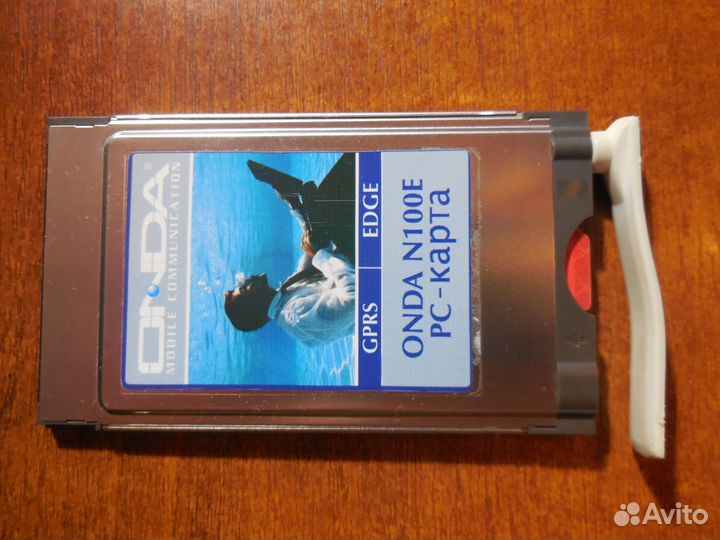 ONDA
MOBILE COMMUNICATION
GPRS EDGE
ONDA N100E
PC-карта
Avito